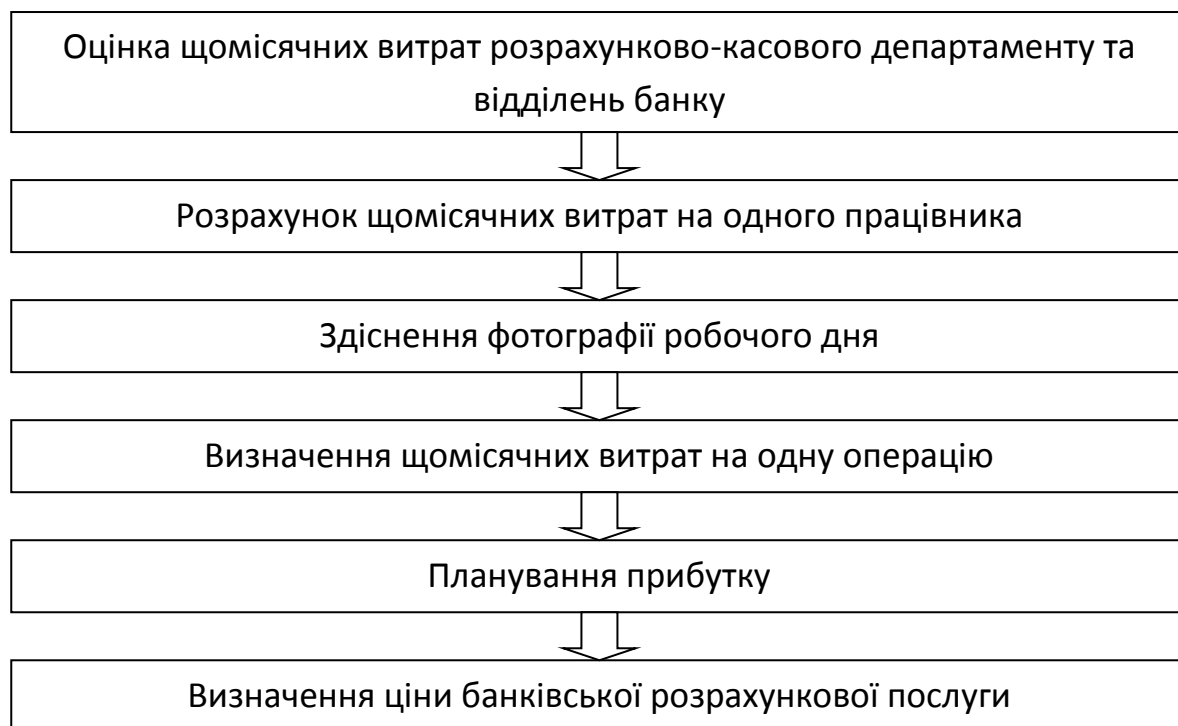 Оцінка щомісячних витрат розрахунково-касового департаменту та
відділень банку
Розрахунок щомісячних витрат на одного працівника
Здіснення фотографії робочого дня
Визначення щомісячних витрат на одну операцію
Планування прибутку
Визначення ціни банківської розрахункової послуги